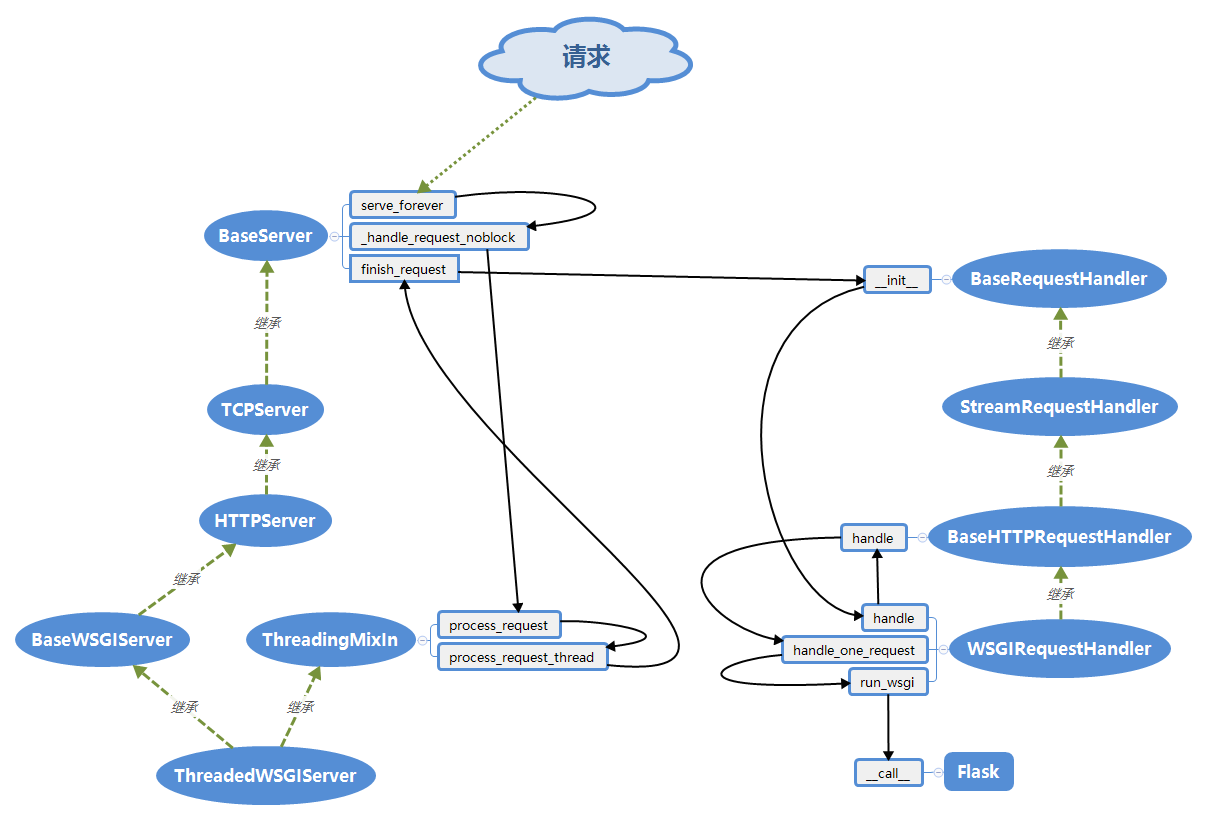 请求
serve_forever
BaseServer
_handle_request_noblock
finish_request
__init__
BaseRequestHandler
继承
继承
TCPServer
StreamRequestHandler
继承
继承
HTTPServer
handle
BaseHTTPRequestHandler
继承
继承
BaseWSGIServer
ThreadingMixIn
process_request
process_request_thread
handle
handle_one_request
WSGIRequestHandler
run_wsgi
继承
继承
ThreadedWSGIServer
__call__
Flask